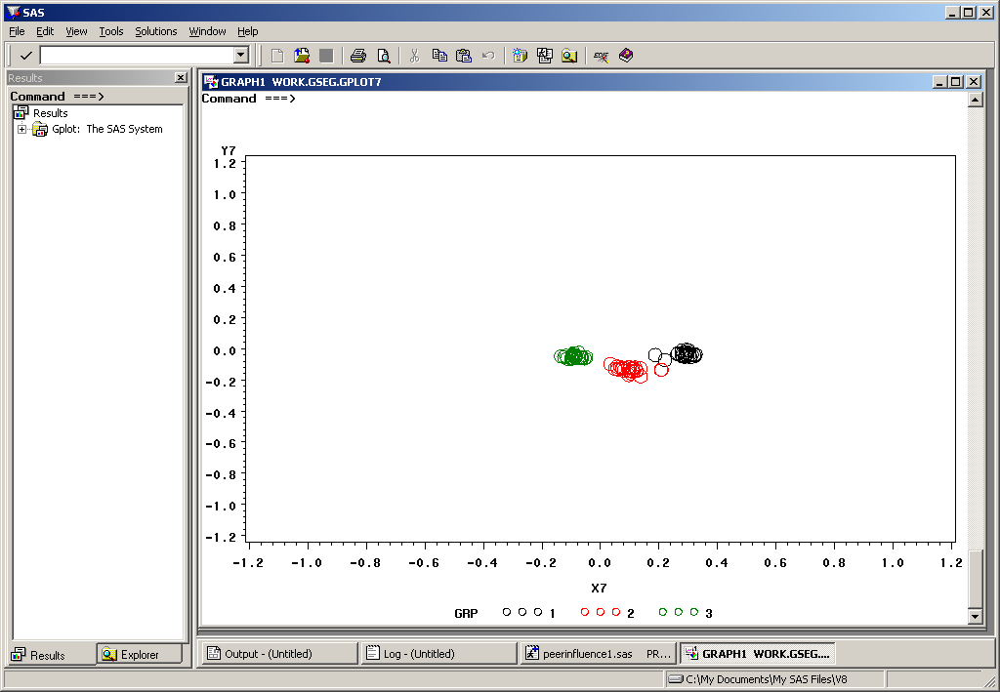 SAS
File Edit View Tools Solutions Window Help
Results
Command ===>
Results
Gplot: The SAS System
GRAPH1 WORK.GSEG.GPLOT7
Command ===>
Y7
1.2
1.0
0.8
0.6
0.4
0.2
0.0
-0.2
-0.4
-0.6
-0.8
-1.0
-1.2
-1.2 -1.0 -0.8 -0.6 -0.4 -0.2 0.0 0.2 0.4 0.6 0.8 1.0 1.2
X7
GRP 1 2 3
Results Explorer
Output - (Untitled) Log - (Untitled) peerinfluence1.sas PR... GRAPH1 WORK.GSEG....
C:\My Documents\My SAS Files\V8